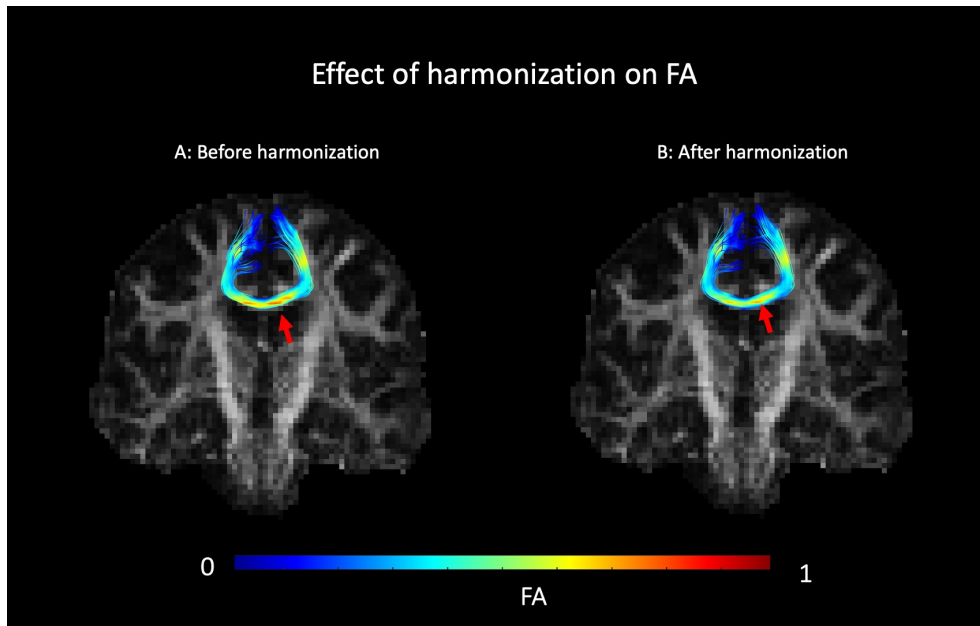 Effect of harmonization on FA
A: Before harmonization
B: After harmonization
0
1
FA